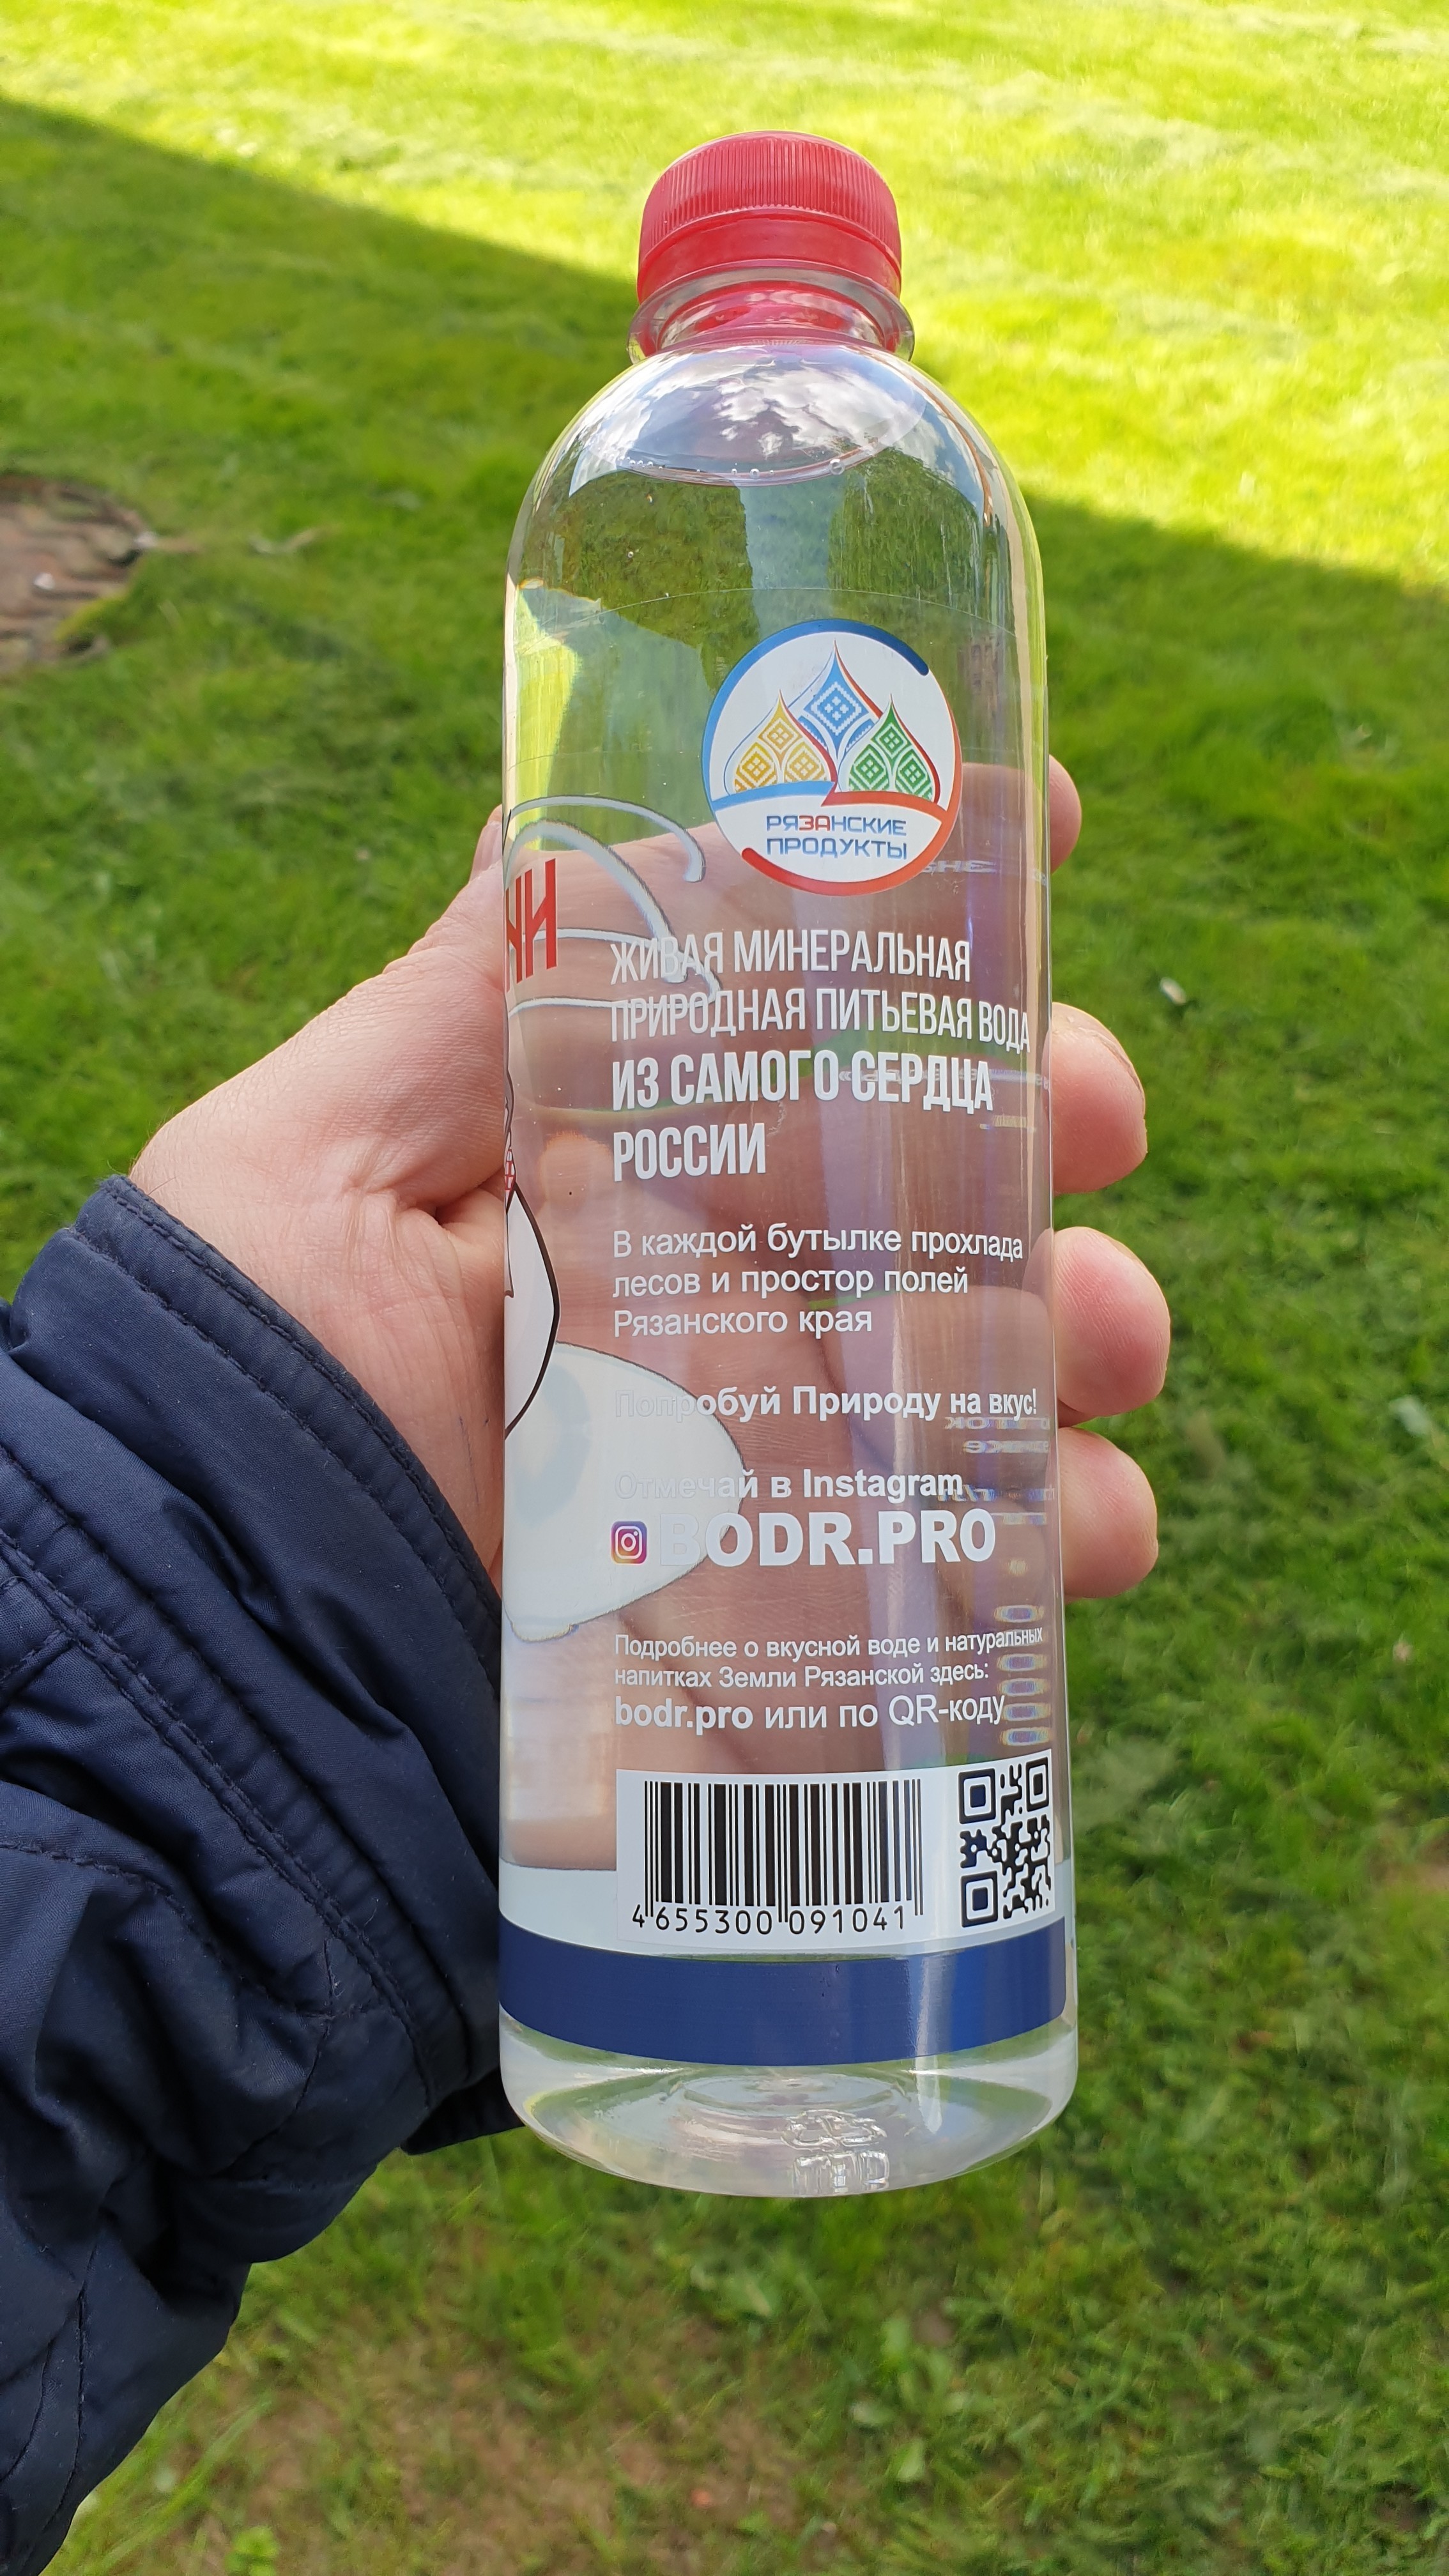 РЯЗАНСКИЕ
ПРОДУКТЫ
ЖИВАЯ МИНЕРАЛЬНАЯ
ПРИРОДНАЯ ПИТЬЕВАЯ ВОДА
ИЗ САМОГО СЕРДЦА
РОССИИ
В каждой бутылке прохлада
лесов и простор полей
Рязанского края
Попробуй Природу на вкус!
Отмечай в Instagram
BODR.PRO
Подробнее о вкусной воде и натуральных
напитках Земли Рязанской здесь:
bodr.pro или по QR-коду
4 655300 091041